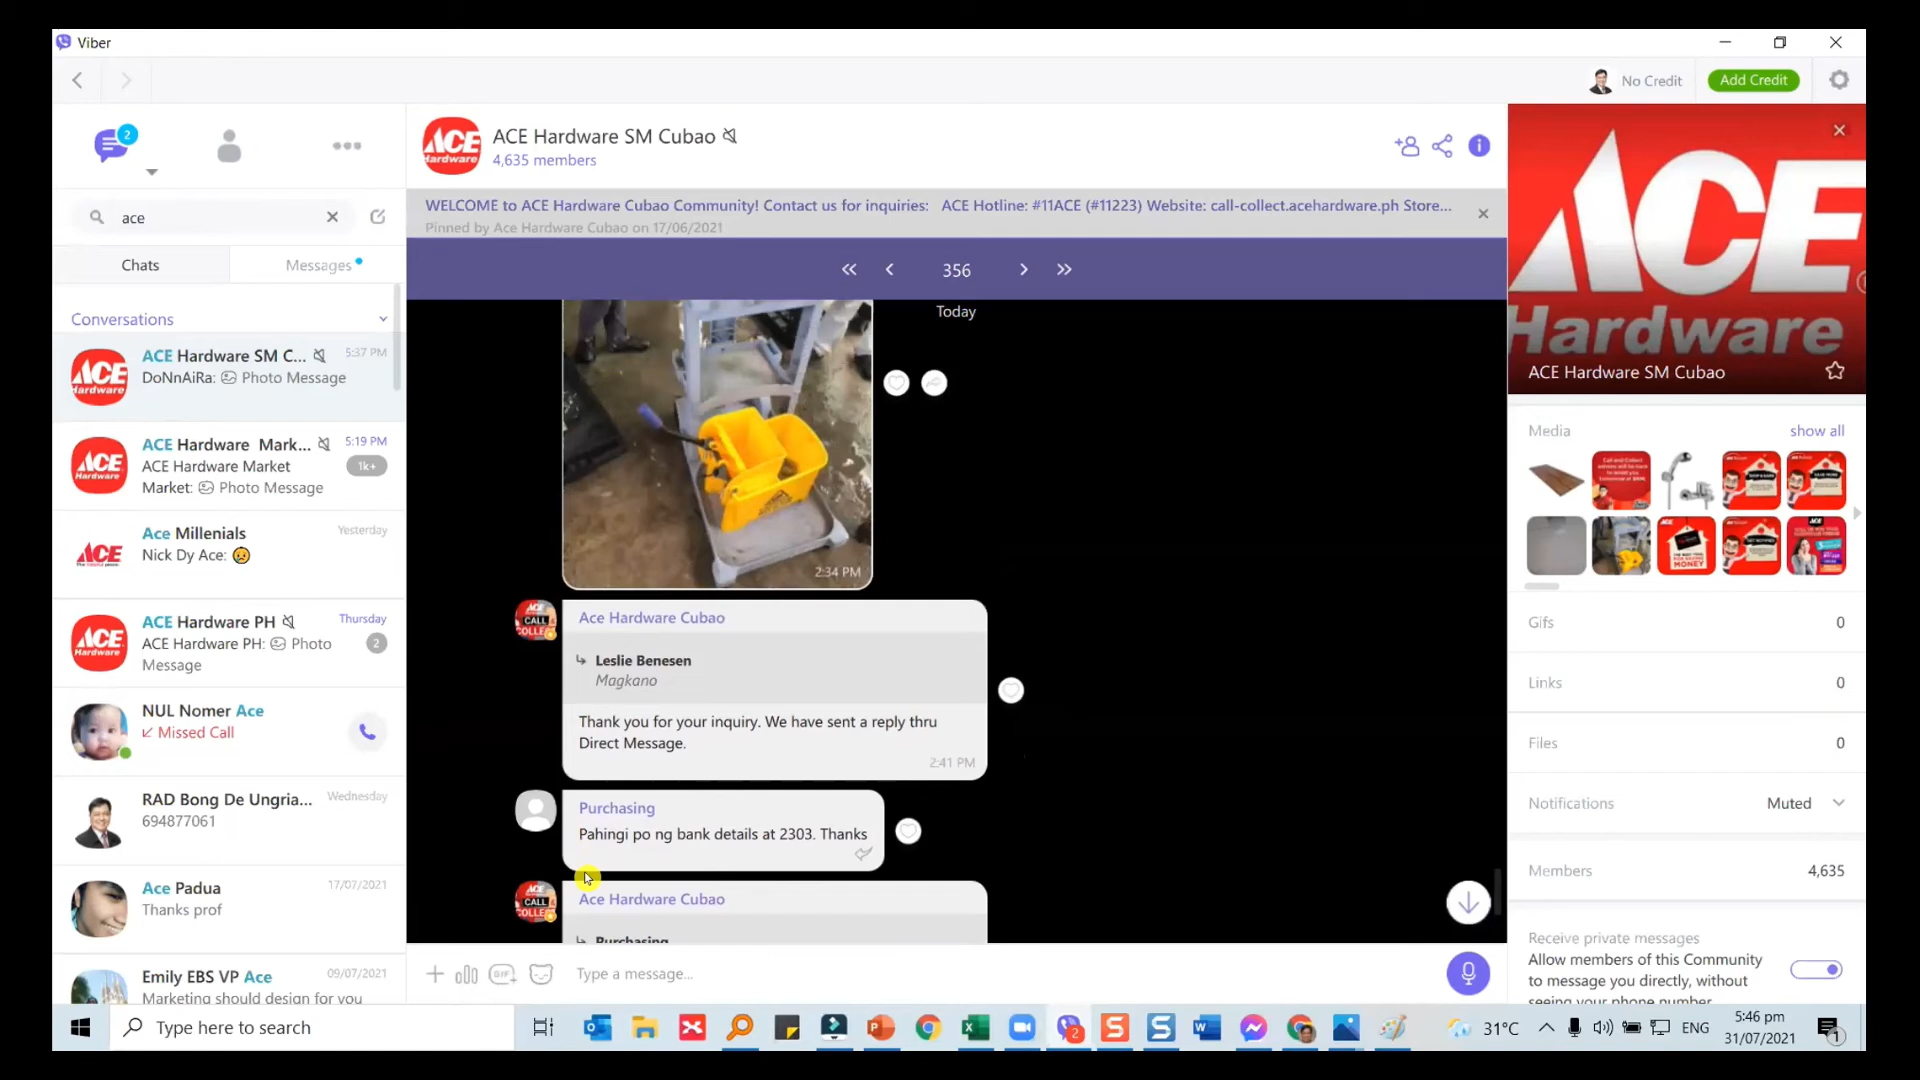 Viber
No Credit
Add Credit
2
ace
Chats
Messages
Conversations
ACE Hardware SM C...
5:37 PM
DoNnAiRa: Photo Message
ACE Hardware Mark...
5:19 PM
ACE Hardware Market
Market: Photo Message
1k+
Ace Millenials
Yesterday
Nick Dy Ace:
ACE Hardware PH
Thursday
ACE Hardware PH: Photo
Message
2
NUL Nomer Ace
Missed Call
RAD Bong De Ungria...
Wednesday
694877061
Ace Padua
17/07/2021
Thanks prof
Emily EBS VP Ace
09/07/2021
Marketing should design for you
ACE
Hardware
ACE Hardware SM Cubao
4,635 members
WELCOME to ACE Hardware Cubao Community! Contact us for inquiries: ACE Hotline: #11ACE (#11223) Website: call-collect.acehardware.ph Store...
Pinned by Ace Hardware Cubao on 17/06/2021
356
Today
2:34 PM
Ace Hardware Cubao
Leslie Benesen
Magkano
Thank you for your inquiry. We have sent a reply thru
Direct Message.
2:41 PM
Purchasing
Pahingi po ng bank details at 2303. Thanks
Ace Hardware Cubao
Purchasing
GIF
Type a message...
ACE
Hardware
ACE Hardware SM Cubao
Media
show all
Gifs
0
Links
0
Files
0
Notifications
Muted
Members
4,635
Receive private messages
Allow members of this Community
to message you directly, without
seeing your phone number
Type here to search
31°C
ENG
5:46 pm
31/07/2021
1